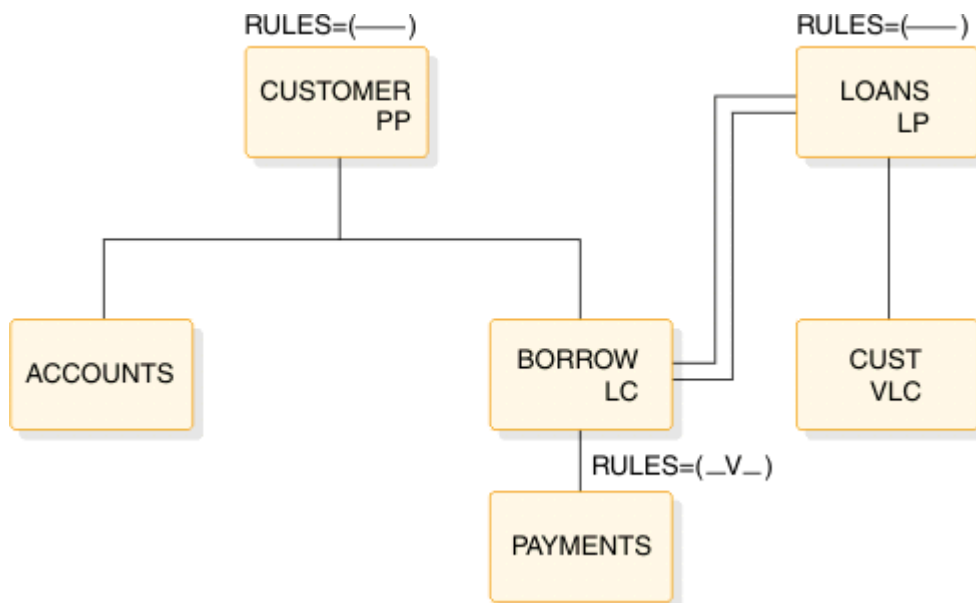 RULES=(——)
RULES=(——)
CUSTOMER
PP
LOANS
LP
ACCOUNTS
BORROW
LC
CUST
VLC
RULES=(_V_)
PAYMENTS